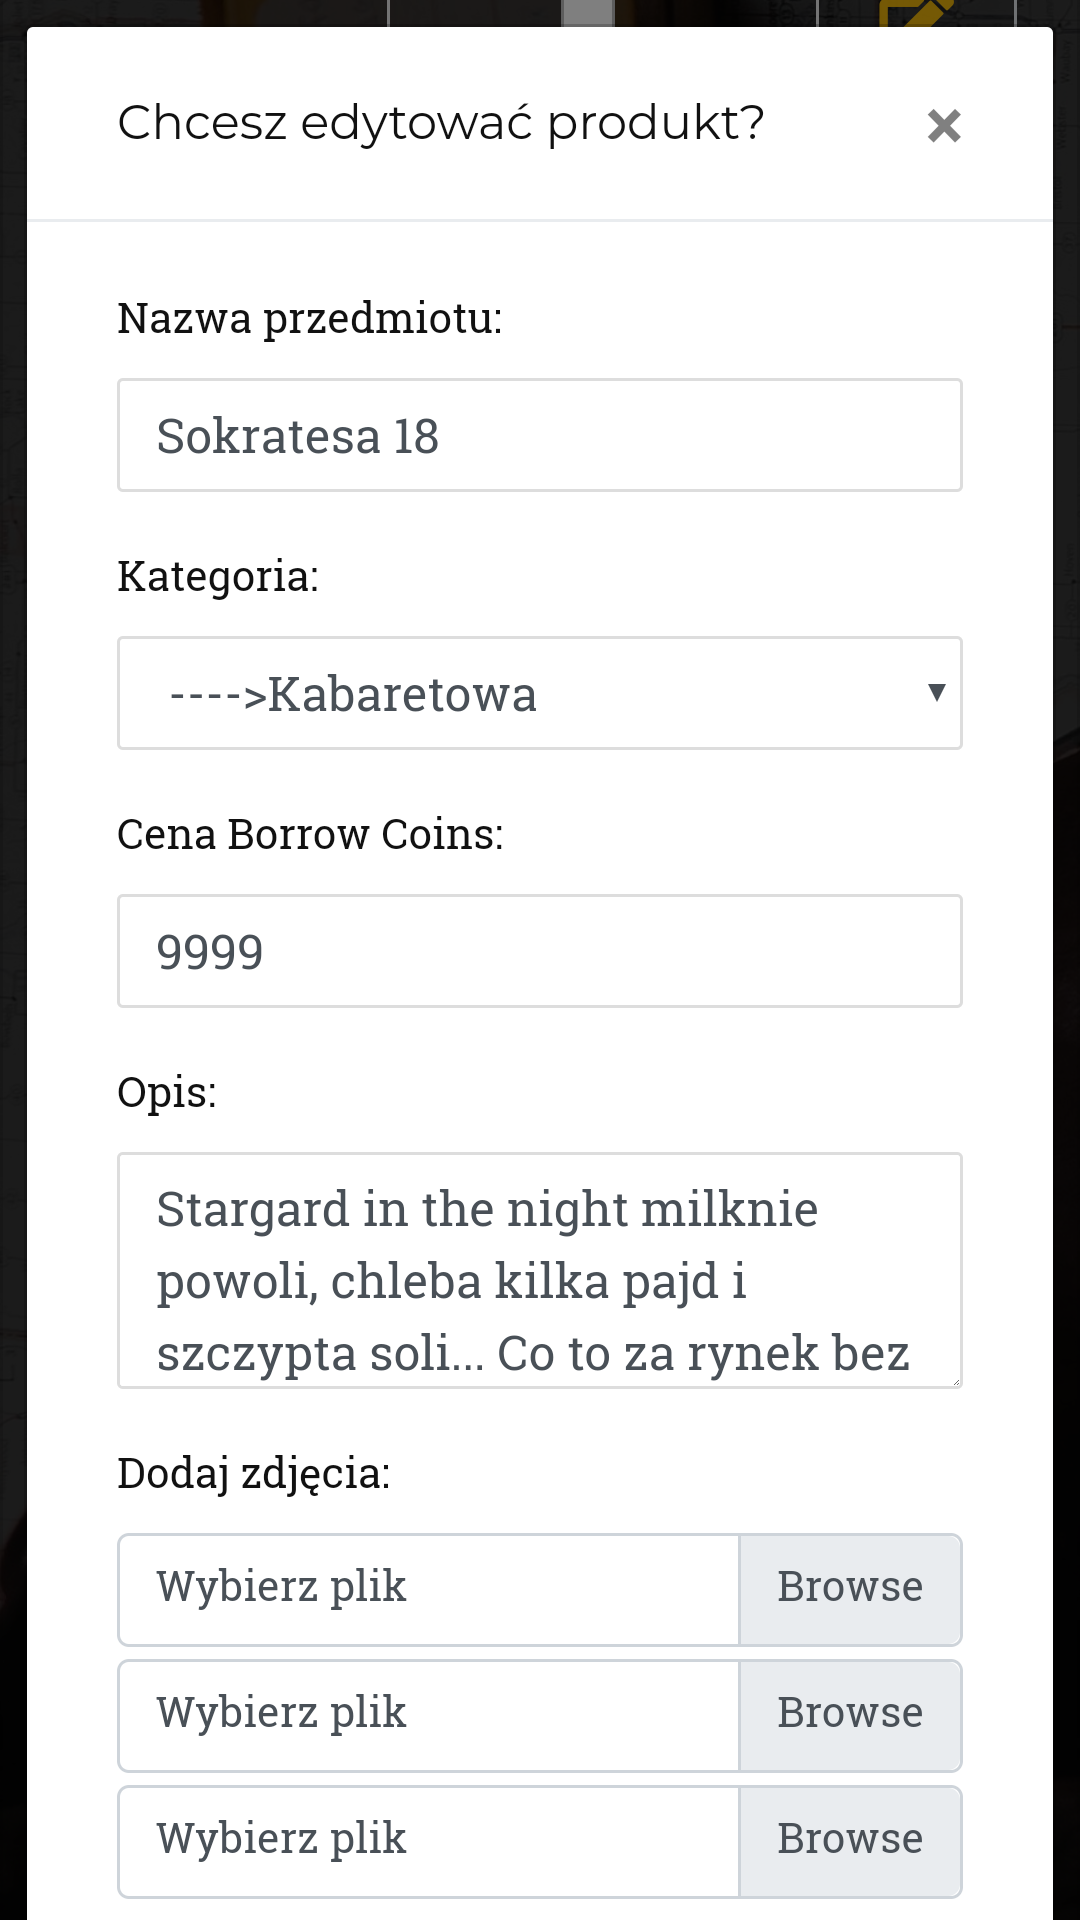 Chcesz edytować produkt?
×
Nazwa przedmiotu:
Sokratesa 18
Kategoria:
---->Kabaretowa
Cena Borrow Coins:
9999
Opis:
Stargard in the night milknie
powoli, chleba kilka pajd i
szczypta soli... Co to za rynek bez
Dodaj zdjęcia:
Wybierz plik Browse
Wybierz plik Browse
Wybierz plik Browse